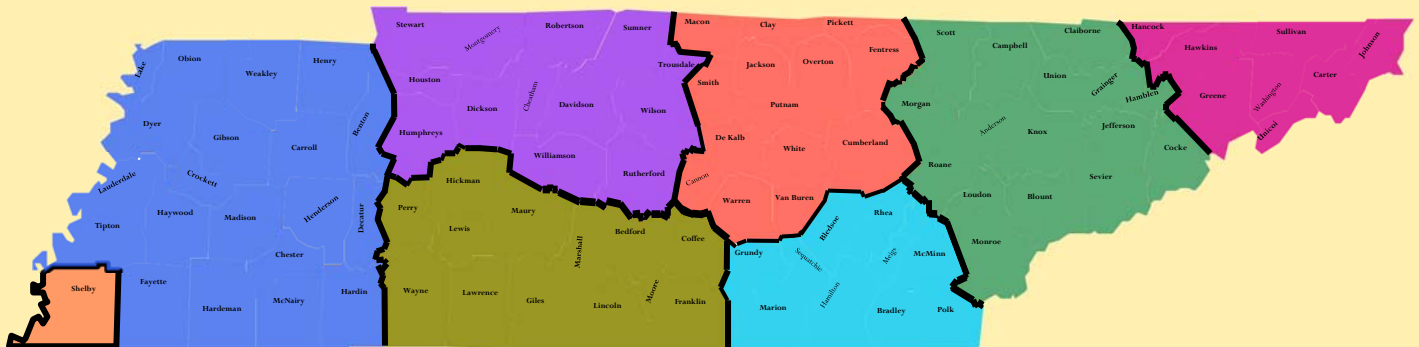 Lake
Obion
Weakley
Henry
Dyer
Gibson
Carroll
Benton
Lauderdale
Crockett
Tipton
Haywood
Madison
Henderson
Decatur
Chester
Shelby
Fayette
Hardeman
McNairy
Hardin
Stewart
Montgomery
Robertson
Sumner
Trousdale
Houston
Dickson
Cheatham
Davidson
Wilson
Humphreys
Williamson
Rutherford
Hickman
Perry
Lewis
Maury
Marshall
Bedford
Coffee
Wayne
Lawrence
Giles
Lincoln
Moore
Franklin
Macon
Clay
Pickett
Fentress
Smith
Jackson
Overton
Putnam
De Kalb
White
Cumberland
Cannon
Warren
Van Buren
Grundy
Sequatchie
Bledsoe
Rhea
Meigs
McMinn
Marion
Hamilton
Bradley
Polk
Scott
Campbell
Claiborne
Union
Grainger
Hamblen
Morgan
Anderson
Knox
Jefferson
Cocke
Roane
Loudon
Blount
Sevier
Monroe
Hancock
Hawkins
Sullivan
Johnson
Greene
Washington
Carter
Unicoi